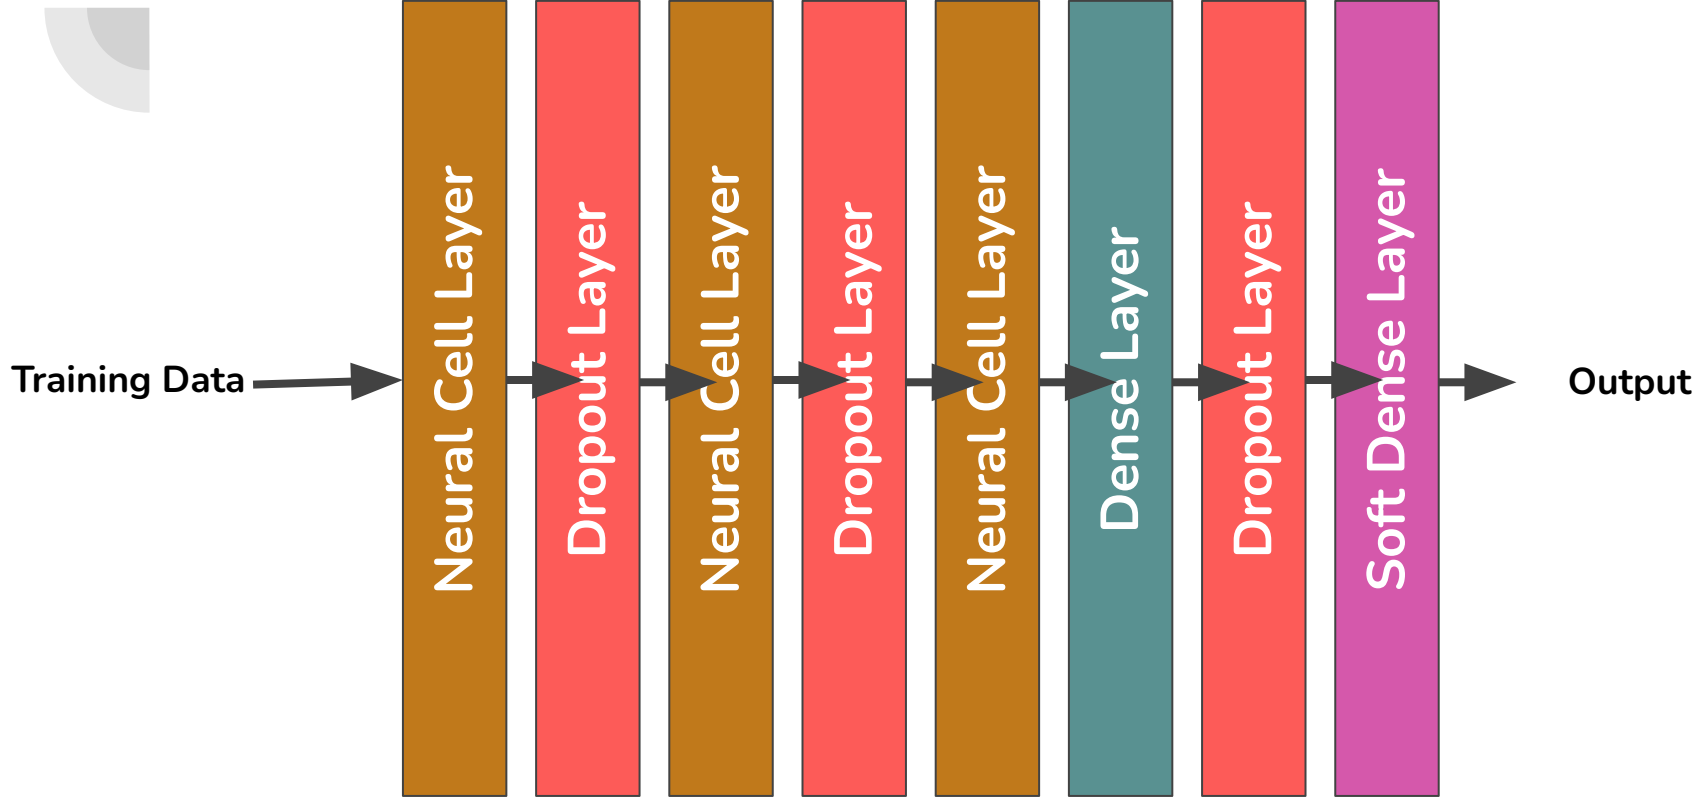 Training Data
Neural Cell Layer
Dropout Layer
Neural Cell Layer
Dropout Layer
Neural Cell Layer
Dense Layer
Dropout Layer
Soft Dense Layer
Output